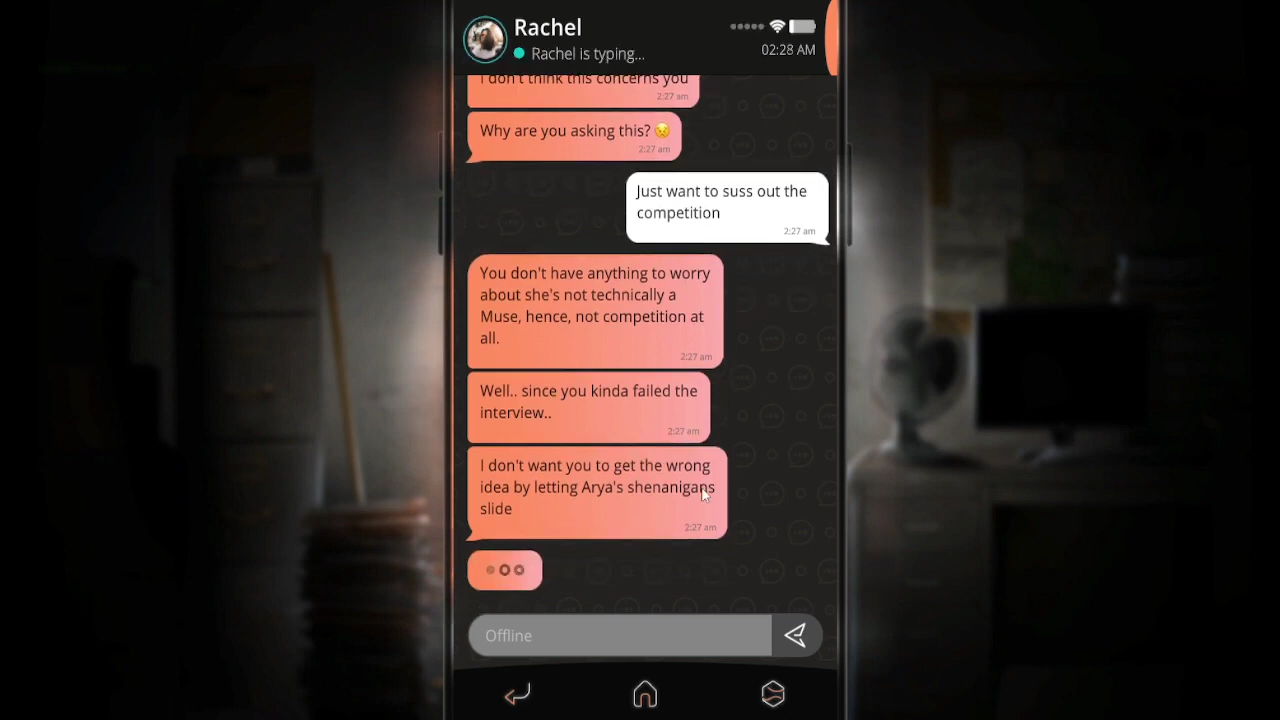 Rachel
Rachel is typing...
02:28 AM
I don't think this concerns you
2:27 am
Why are you asking this? 😣
2:27 am
Just want to suss out the
competition
2:27 am
You don't have anything to worry
about she's not technically a
Muse, hence, not competition at
all.
2:27 am
Well.. since you kinda failed the
interview..
2:27 am
I don't want you to get the wrong
idea by letting Arya's shenanigans
slide
2:27 am
Offline